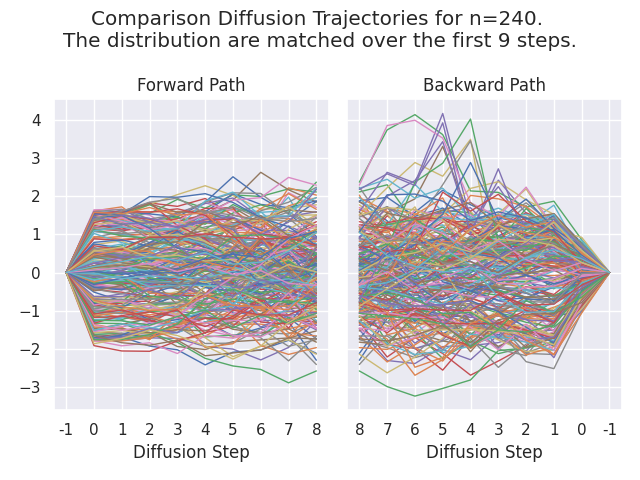 Comparison Diffusion Trajectories for n=240.
The distribution are matched over the first 9 steps.
Forward Path
Backward Path
4
3
2
1
0
−1
−2
−3
-1 0 1 2 3 4 5 6 7 8
8 7 6 5 4 3 2 1 0 -1
Diffusion Step
Diffusion Step